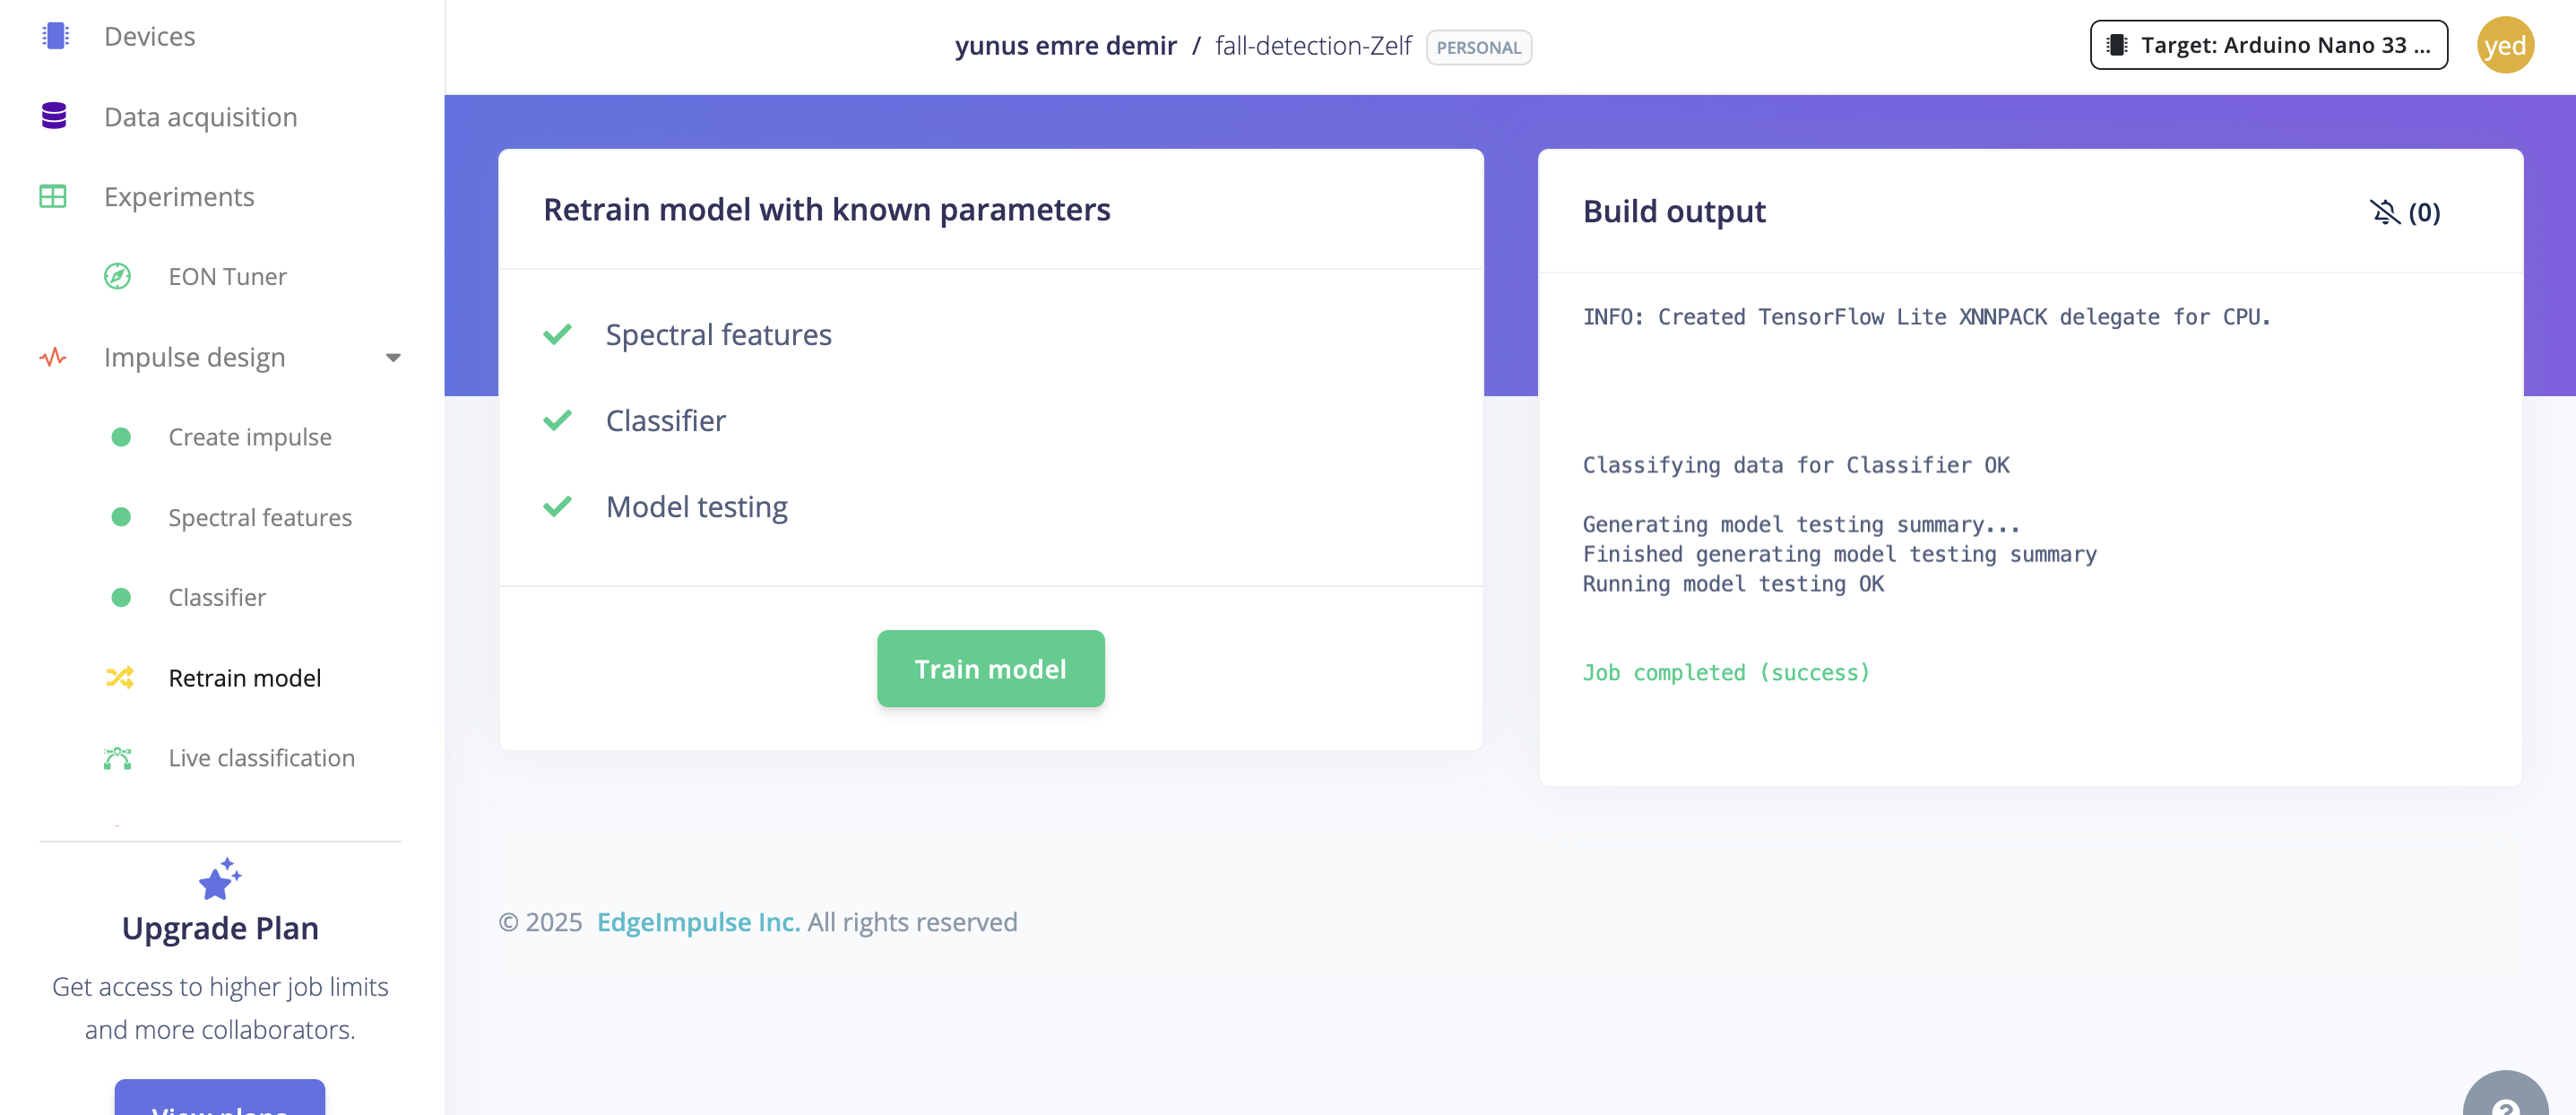 Devices
Data acquisition
Experiments
EON Tuner
Impulse design
Create impulse
Spectral features
Classifier
Retrain model
Live classification
Upgrade Plan
Get access to higher job limits
and more collaborators.
View plans
yunus emre demir / fall-detection-Zelf PERSONAL
Target: Arduino Nano 33 ...
yed
Retrain model with known parameters
Spectral features
Classifier
Model testing
Train model
Build output
(0)
INFO: Created TensorFlow Lite XNNPACK delegate for CPU.
Classifying data for Classifier OK
Generating model testing summary...
Finished generating model testing summary
Running model testing OK
Job completed (success)
© 2025 EdgeImpulse Inc. All rights reserved
?